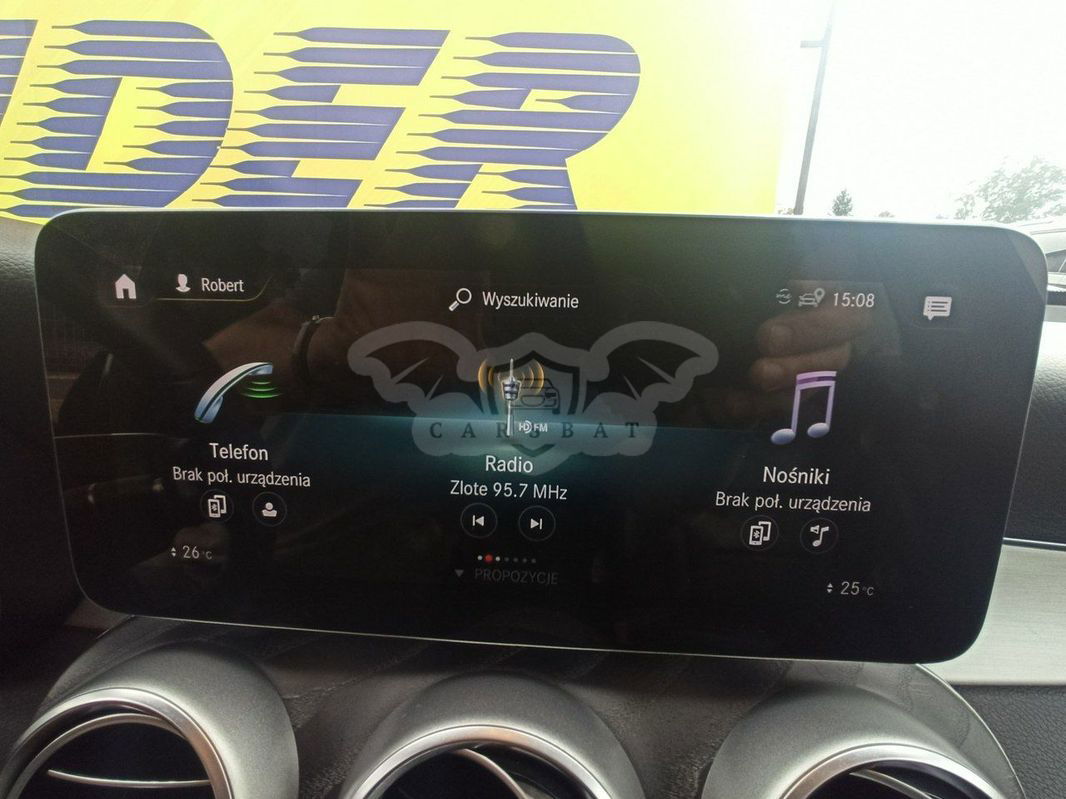 DER
Robert
Wyszukiwanie
15:08
HD FM
CARSBAT
Telefon
Brak poł. urządzenia
Radio
Zlote 95.7 MHz
Nośniki
Brak poł. urządzenia
26°C
PROPOZYCJE
25°C